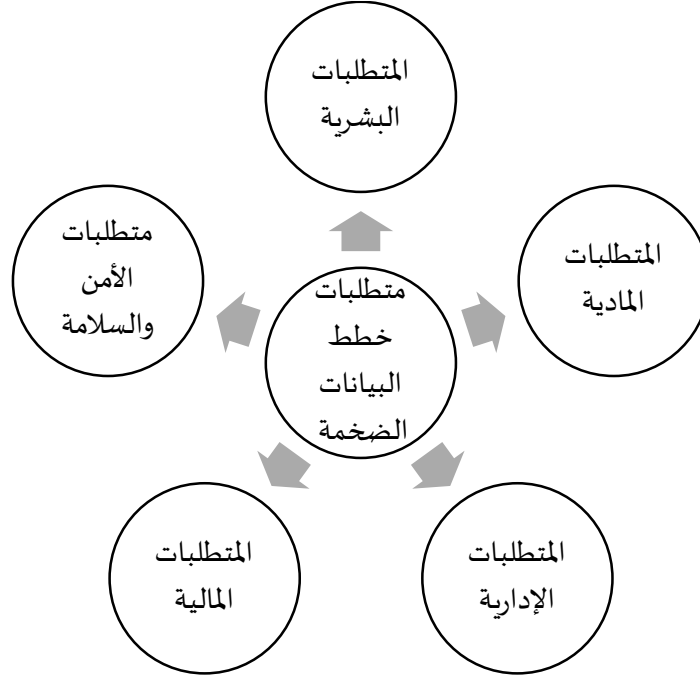 المتطلبات
البشرية
المتطلبات
المادية
المتطلبات
الإدارية
المتطلبات
المالية
متطلبات
الأمن
والسلامة
متطلبات
خطط
البيانات
الضخمة